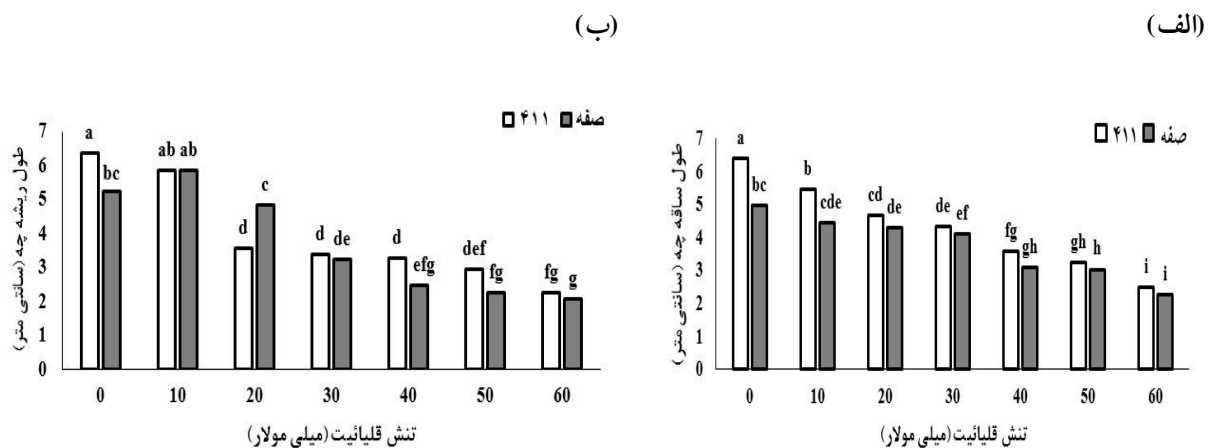 (الف)
صفه ۴۱۱
طول ساقه چه (سانتی متر)
7
6
5
4
3
2
1
0
a bc b cde cd de de ef fg gh gh h i i
0 10 20 30 40 50 60
تنش قلیائیت (میلی مولار)
(ب)
صفه ۴۱۱
طول ریشه چه (سانتی متر)
7
6
5
4
3
2
1
0
a bc ab ab d c d de d efg def fg fg g
0 10 20 30 40 50 60
تنش قلیائیت (میلی مولار)